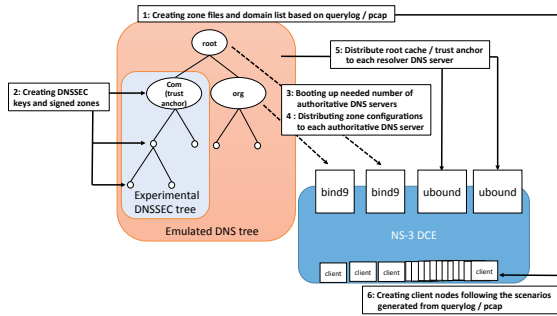 1: Creating zone files and domain list based on querylog / pcap
root
5: Distribute root cache / trust anchor
to each resolver DNS server
2: Creating DNSSEC
keys and signed zones
Com
(trust
anchor)
org
3: Booting up needed number of
authoritative DNS servers
4 : Distributing zone configurations
to each authoritative DNS server
Experimental
DNSSEC tree
Emulated DNS tree
bind9
bind9
ubound
ubound
NS-3 DCE
client
client
client
client
6: Creating client nodes following the scenarios
generated from querylog / pcap